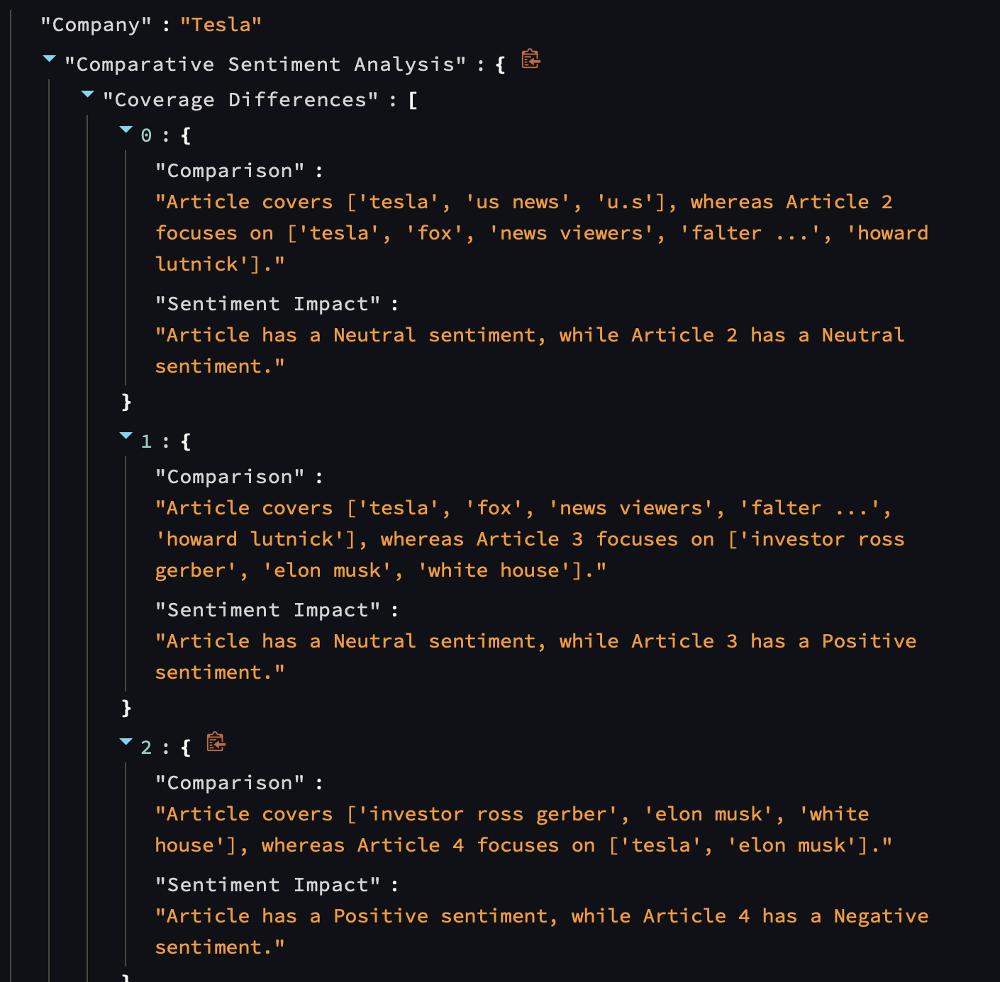 "Company" : "Tesla"
"Comparative Sentiment Analysis" : {
"Coverage Differences" : [
0 : {
"Comparison" :
"Article covers ['tesla', 'us news', 'u.s'], whereas Article 2
focuses on ['tesla', 'fox', 'news viewers', 'falter ...', 'howard
lutnick']."
"Sentiment Impact" :
"Article has a Neutral sentiment, while Article 2 has a Neutral
sentiment."
}
1 : {
"Comparison" :
"Article covers ['tesla', 'fox', 'news viewers', 'falter ...',
'howard lutnick'], whereas Article 3 focuses on ['investor ross
gerber', 'elon musk', 'white house']."
"Sentiment Impact" :
"Article has a Neutral sentiment, while Article 3 has a Positive
sentiment."
}
2 : {
"Comparison" :
"Article covers ['investor ross gerber', 'elon musk', 'white
house'], whereas Article 4 focuses on ['tesla', 'elon musk']."
"Sentiment Impact" :
"Article has a Positive sentiment, while Article 4 has a Negative
sentiment."
}